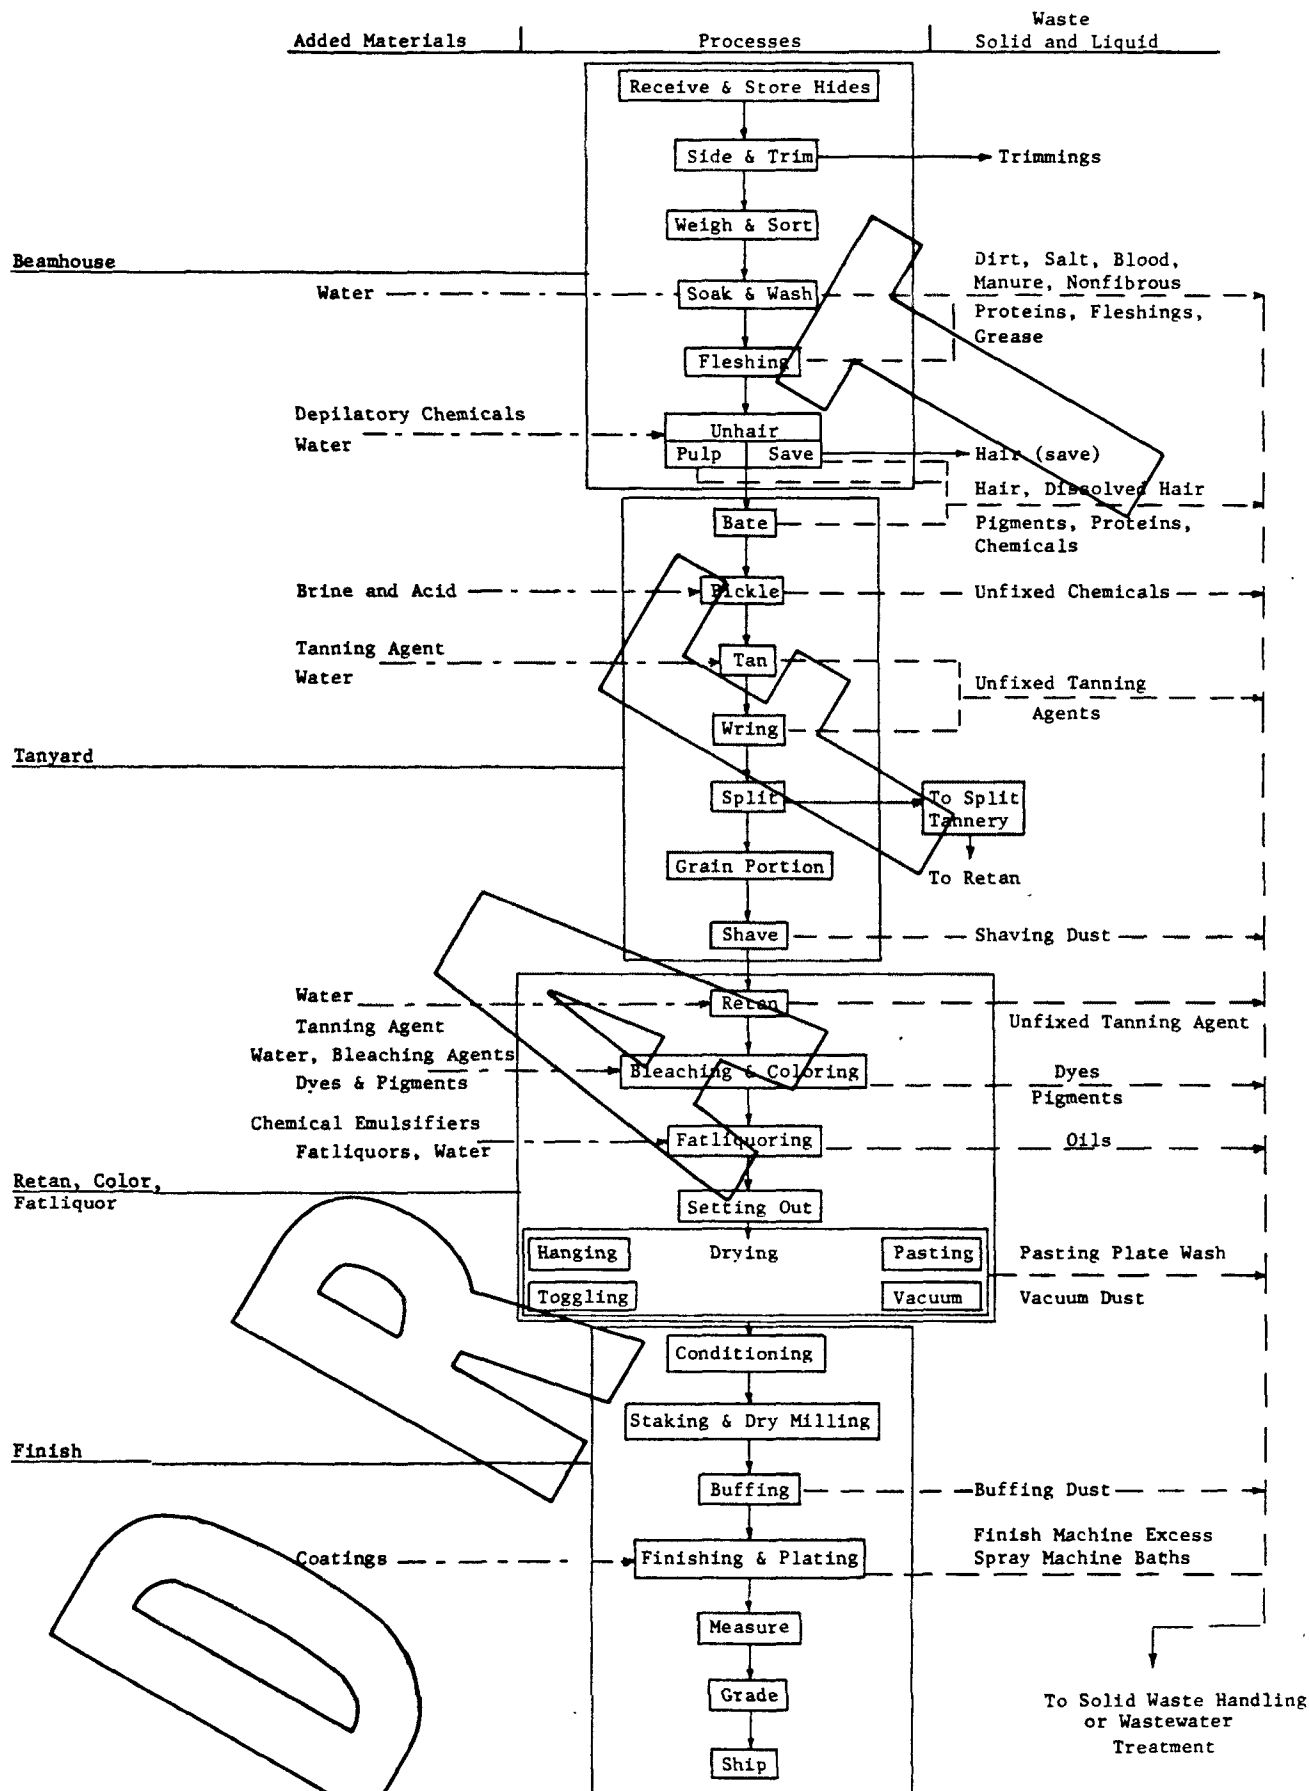 Added Materials
Processes
Waste
Solid and Liquid
Receive & Store Hides
Side & Trim
Trimmings
Weigh & Sort
Beamhouse
Dirt, Salt, Blood,
Manure, Nonfibrous
Water
Soak & Wash
Proteins, Fleshings,
Grease
Fleshing
Depilatory Chemicals
Water
Unhair
Pulp
Save
Hair (save)
Hair, Dissolved Hair
Pigments, Proteins,
Chemicals
Bate
Brine and Acid
Pickle
Unfixed Chemicals
Tanning Agent
Water
Tan
Unfixed Tanning
Agents
Wring
Tanyard
Split
To Split
Tannery
Grain Portion
To Retan
Shave
Shaving Dust
Water
Tanning Agent
Retan
Unfixed Tanning Agent
Water, Bleaching Agents
Dyes & Pigments
Bleaching & Coloring
Dyes
Pigments
Chemical Emulsifiers
Fatliquors, Water
Fatliquoring
Oils
Retan, Color,
Fatliquor
Setting Out
Hanging
Drying
Pasting
Pasting Plate Wash
Toggling
Vacuum
Vacuum Dust
Conditioning
Staking & Dry Milling
Finish
Buffing
Buffing Dust
Coatings
Finishing & Plating
Finish Machine Excess
Spray Machine Baths
Measure
Grade
To Solid Waste Handling
or Wastewater
Treatment
Ship
DRAFT